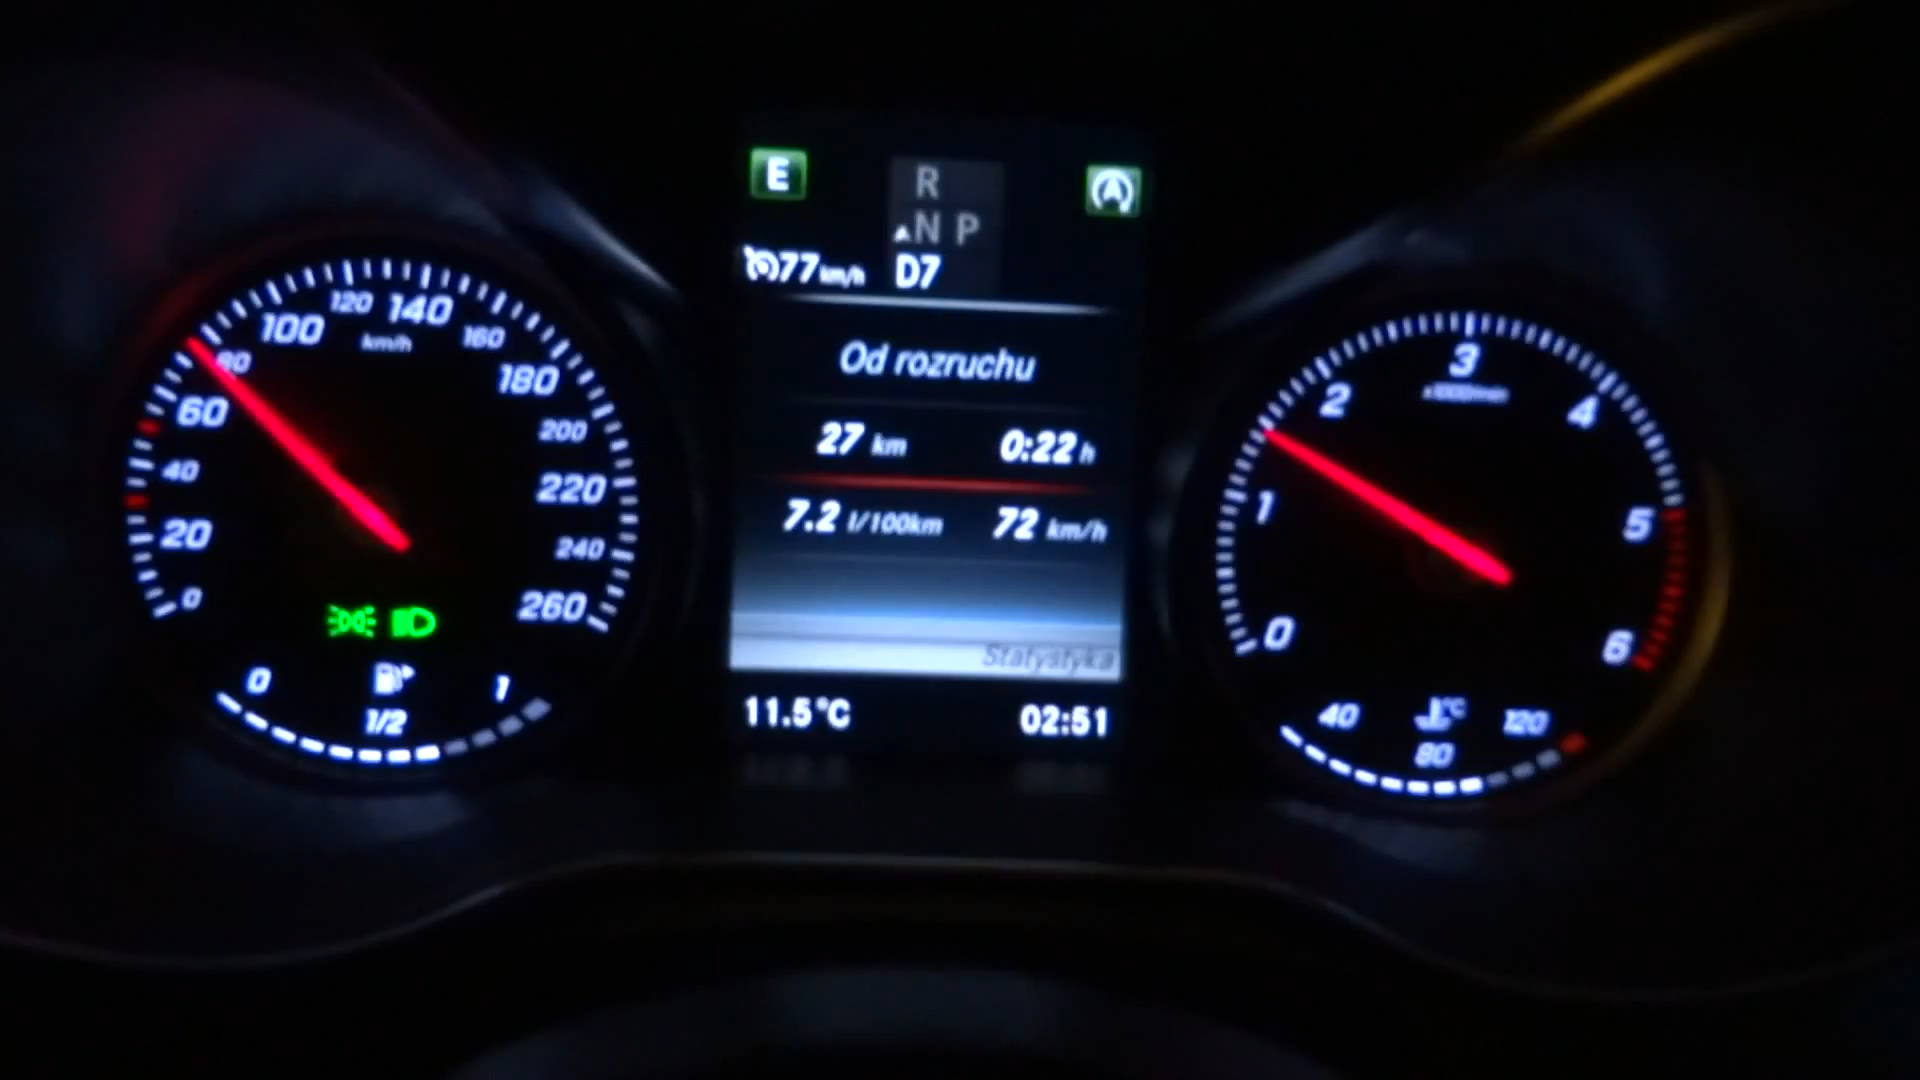 E
R
N P
77 km/h D7
Od rozruchu
27 km 0:22 h
7.2 l/100km 72 km/h
Statystyka
11.5°C 02:51
0
20
40
60
80
100
120
140
160
180
200
220
240
260
km/h
0 1/2 1
0
1
2
3
4
5
6
40 80 120
°C